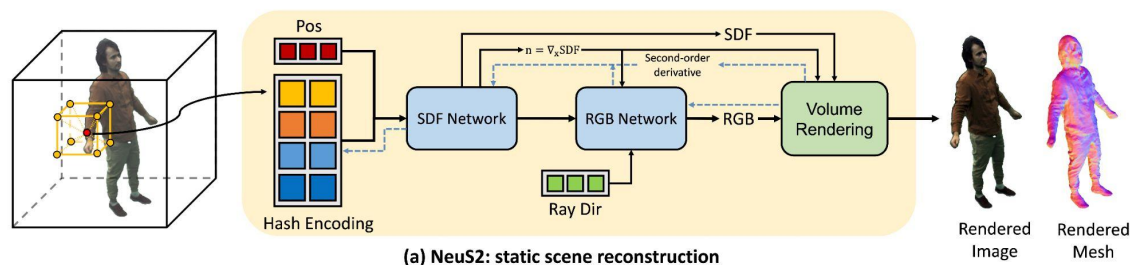 Pos
Hash Encoding
n = ∇ₓSDF
SDF
Second-order
derivative
SDF Network
RGB Network
RGB
Volume
Rendering
Ray Dir
Rendered
Image
Rendered
Mesh
(a) NeuS2: static scene reconstruction